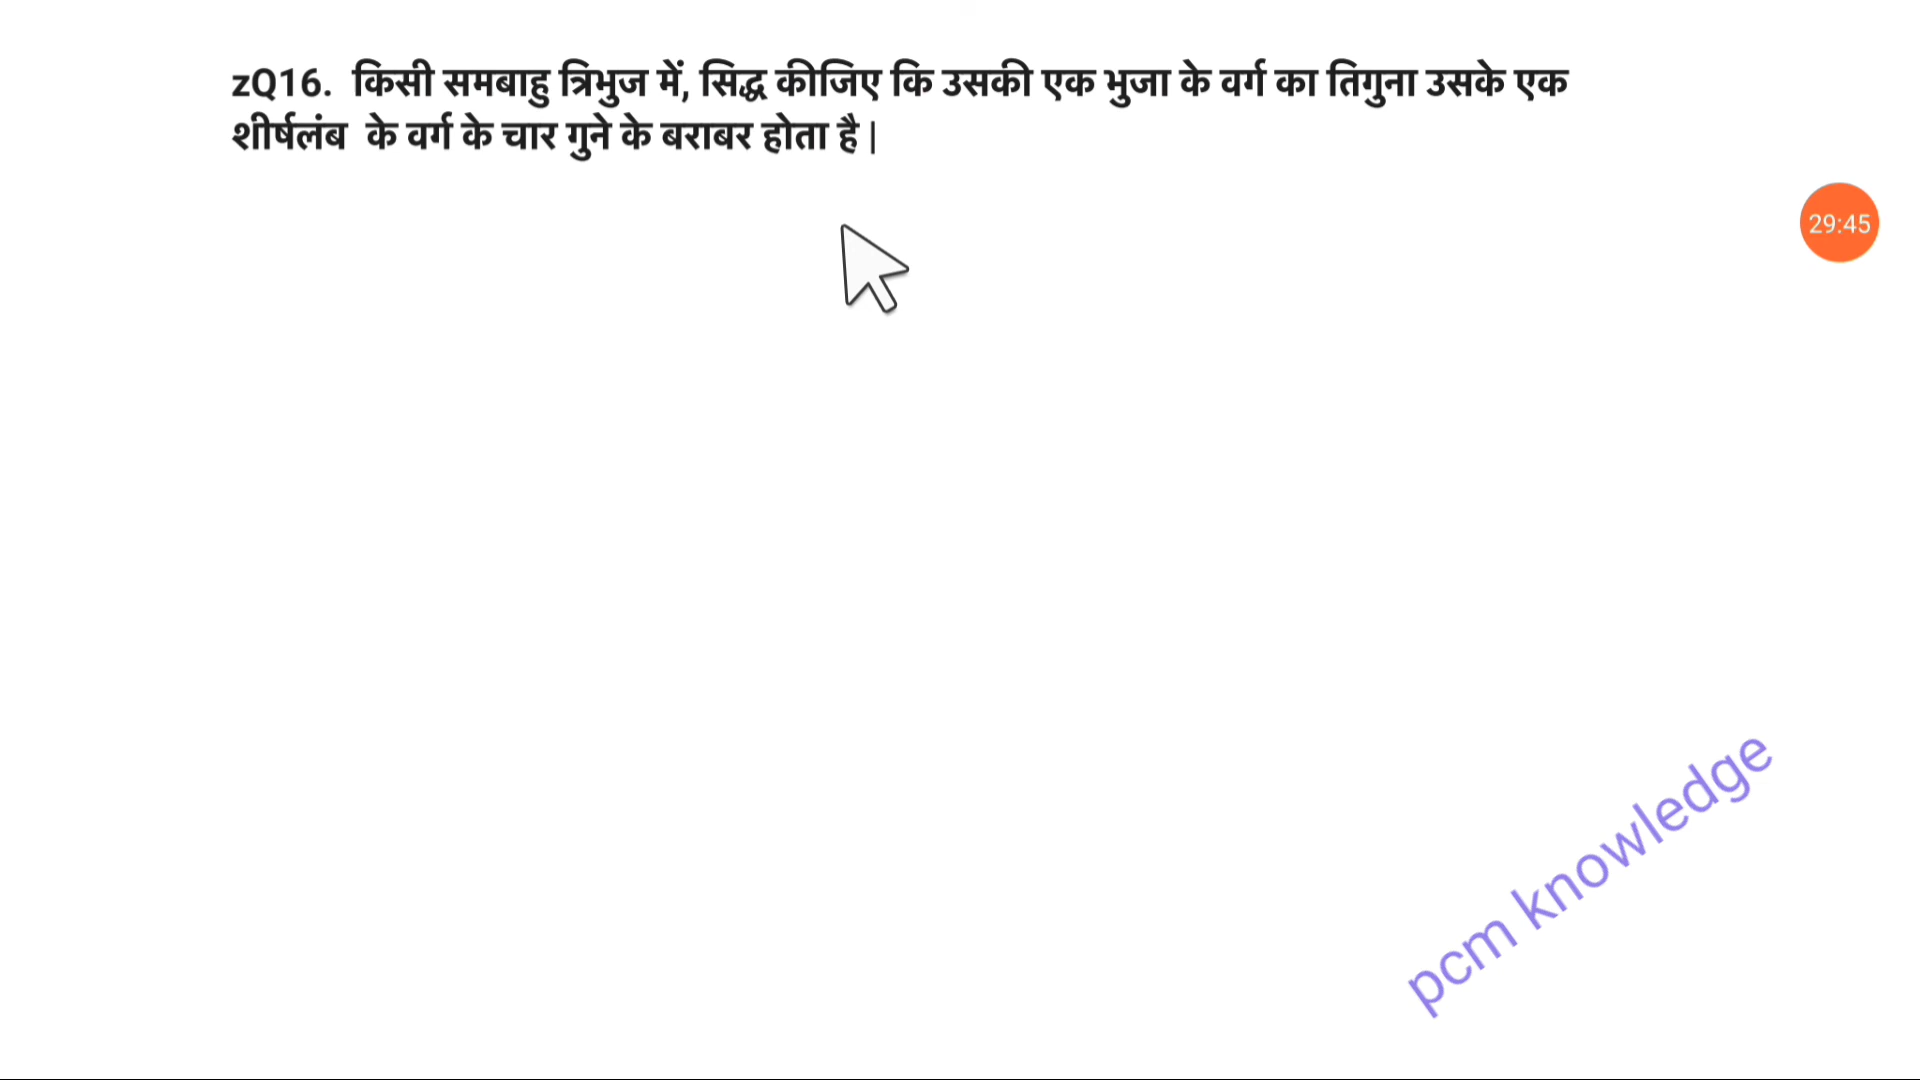 zQ16. किसी समबाहु त्रिभुज में, सिद्ध कीजिए कि उसकी एक भुजा के वर्ग का तिगुना उसके एक
शीर्षलंब के वर्ग के चार गुने के बराबर होता है |
29:45
pcm knowledge